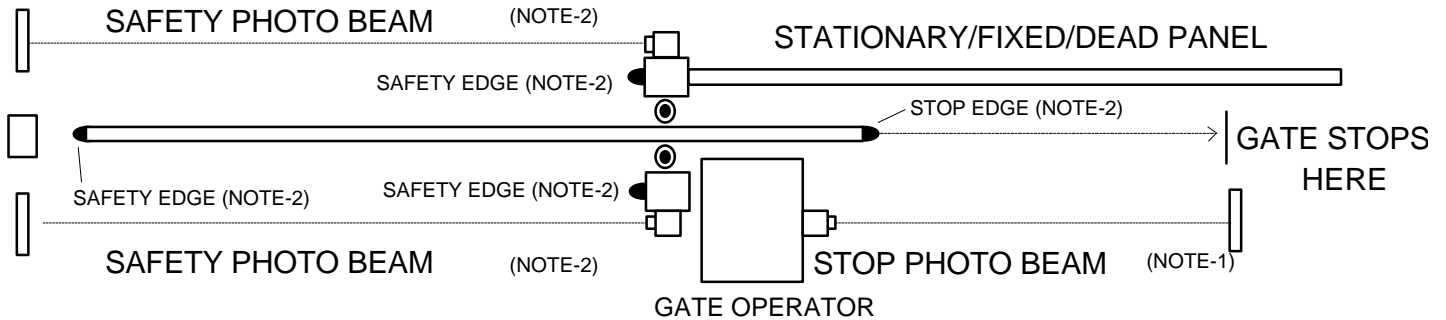 SAFETY PHOTO BEAM (NOTE-2)
STATIONARY/FIXED/DEAD PANEL
SAFETY EDGE (NOTE-2)
STOP EDGE (NOTE-2)
GATE STOPS
HERE
SAFETY EDGE (NOTE-2)
SAFETY EDGE (NOTE-2)
SAFETY PHOTO BEAM (NOTE-2)
STOP PHOTO BEAM (NOTE-1)
GATE OPERATOR